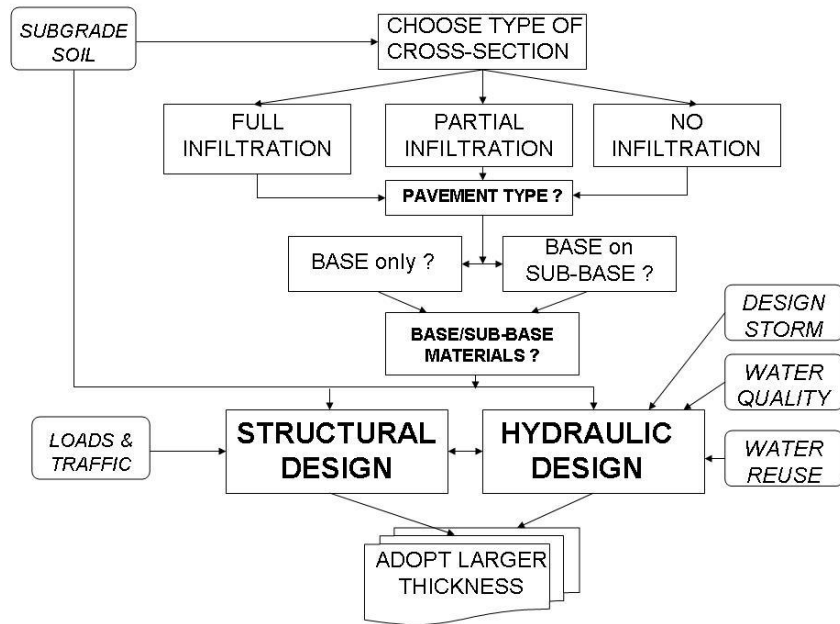 SUBGRADE
SOIL
CHOOSE TYPE OF
CROSS-SECTION
FULL
INFILTRATION
PARTIAL
INFILTRATION
NO
INFILTRATION
PAVEMENT TYPE ?
BASE only ?
BASE on
SUB-BASE ?
BASE/SUB-BASE
MATERIALS ?
DESIGN
STORM
WATER
QUALITY
LOADS &
TRAFFIC
STRUCTURAL
DESIGN
HYDRAULIC
DESIGN
WATER
REUSE
ADOPT LARGER
THICKNESS